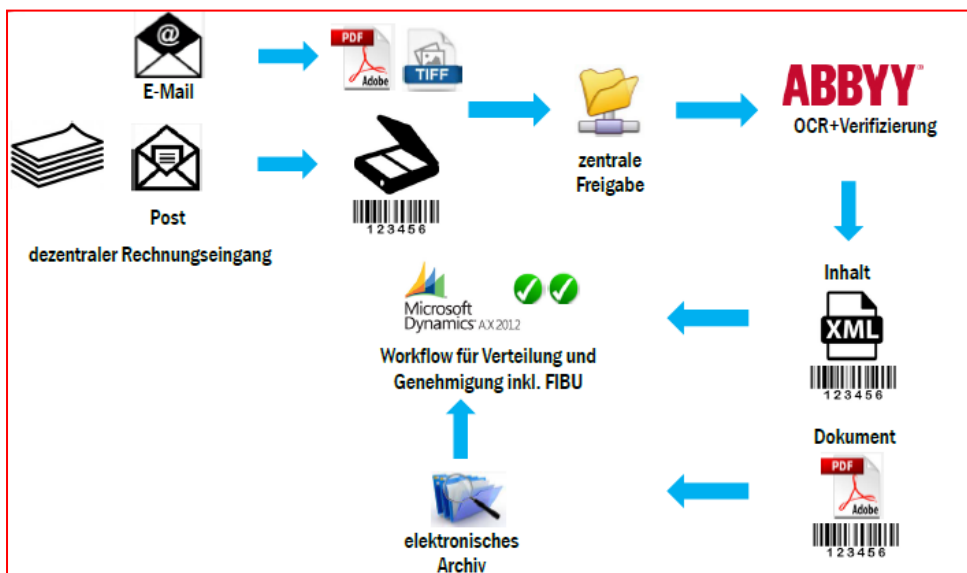 @
E-Mail
PDF
Adobe
TIFF
ABBYY
OCR+Verifizierung
zentrale
Freigabe
Post
123456
dezentraler Rechnungseingang
Inhalt
XML
123456
Microsoft
Dynamics AX 2012
Workflow für Verteilung und
Genehmigung inkl. FIBU
Dokument
PDF
Adobe
123456
elektronisches
Archiv